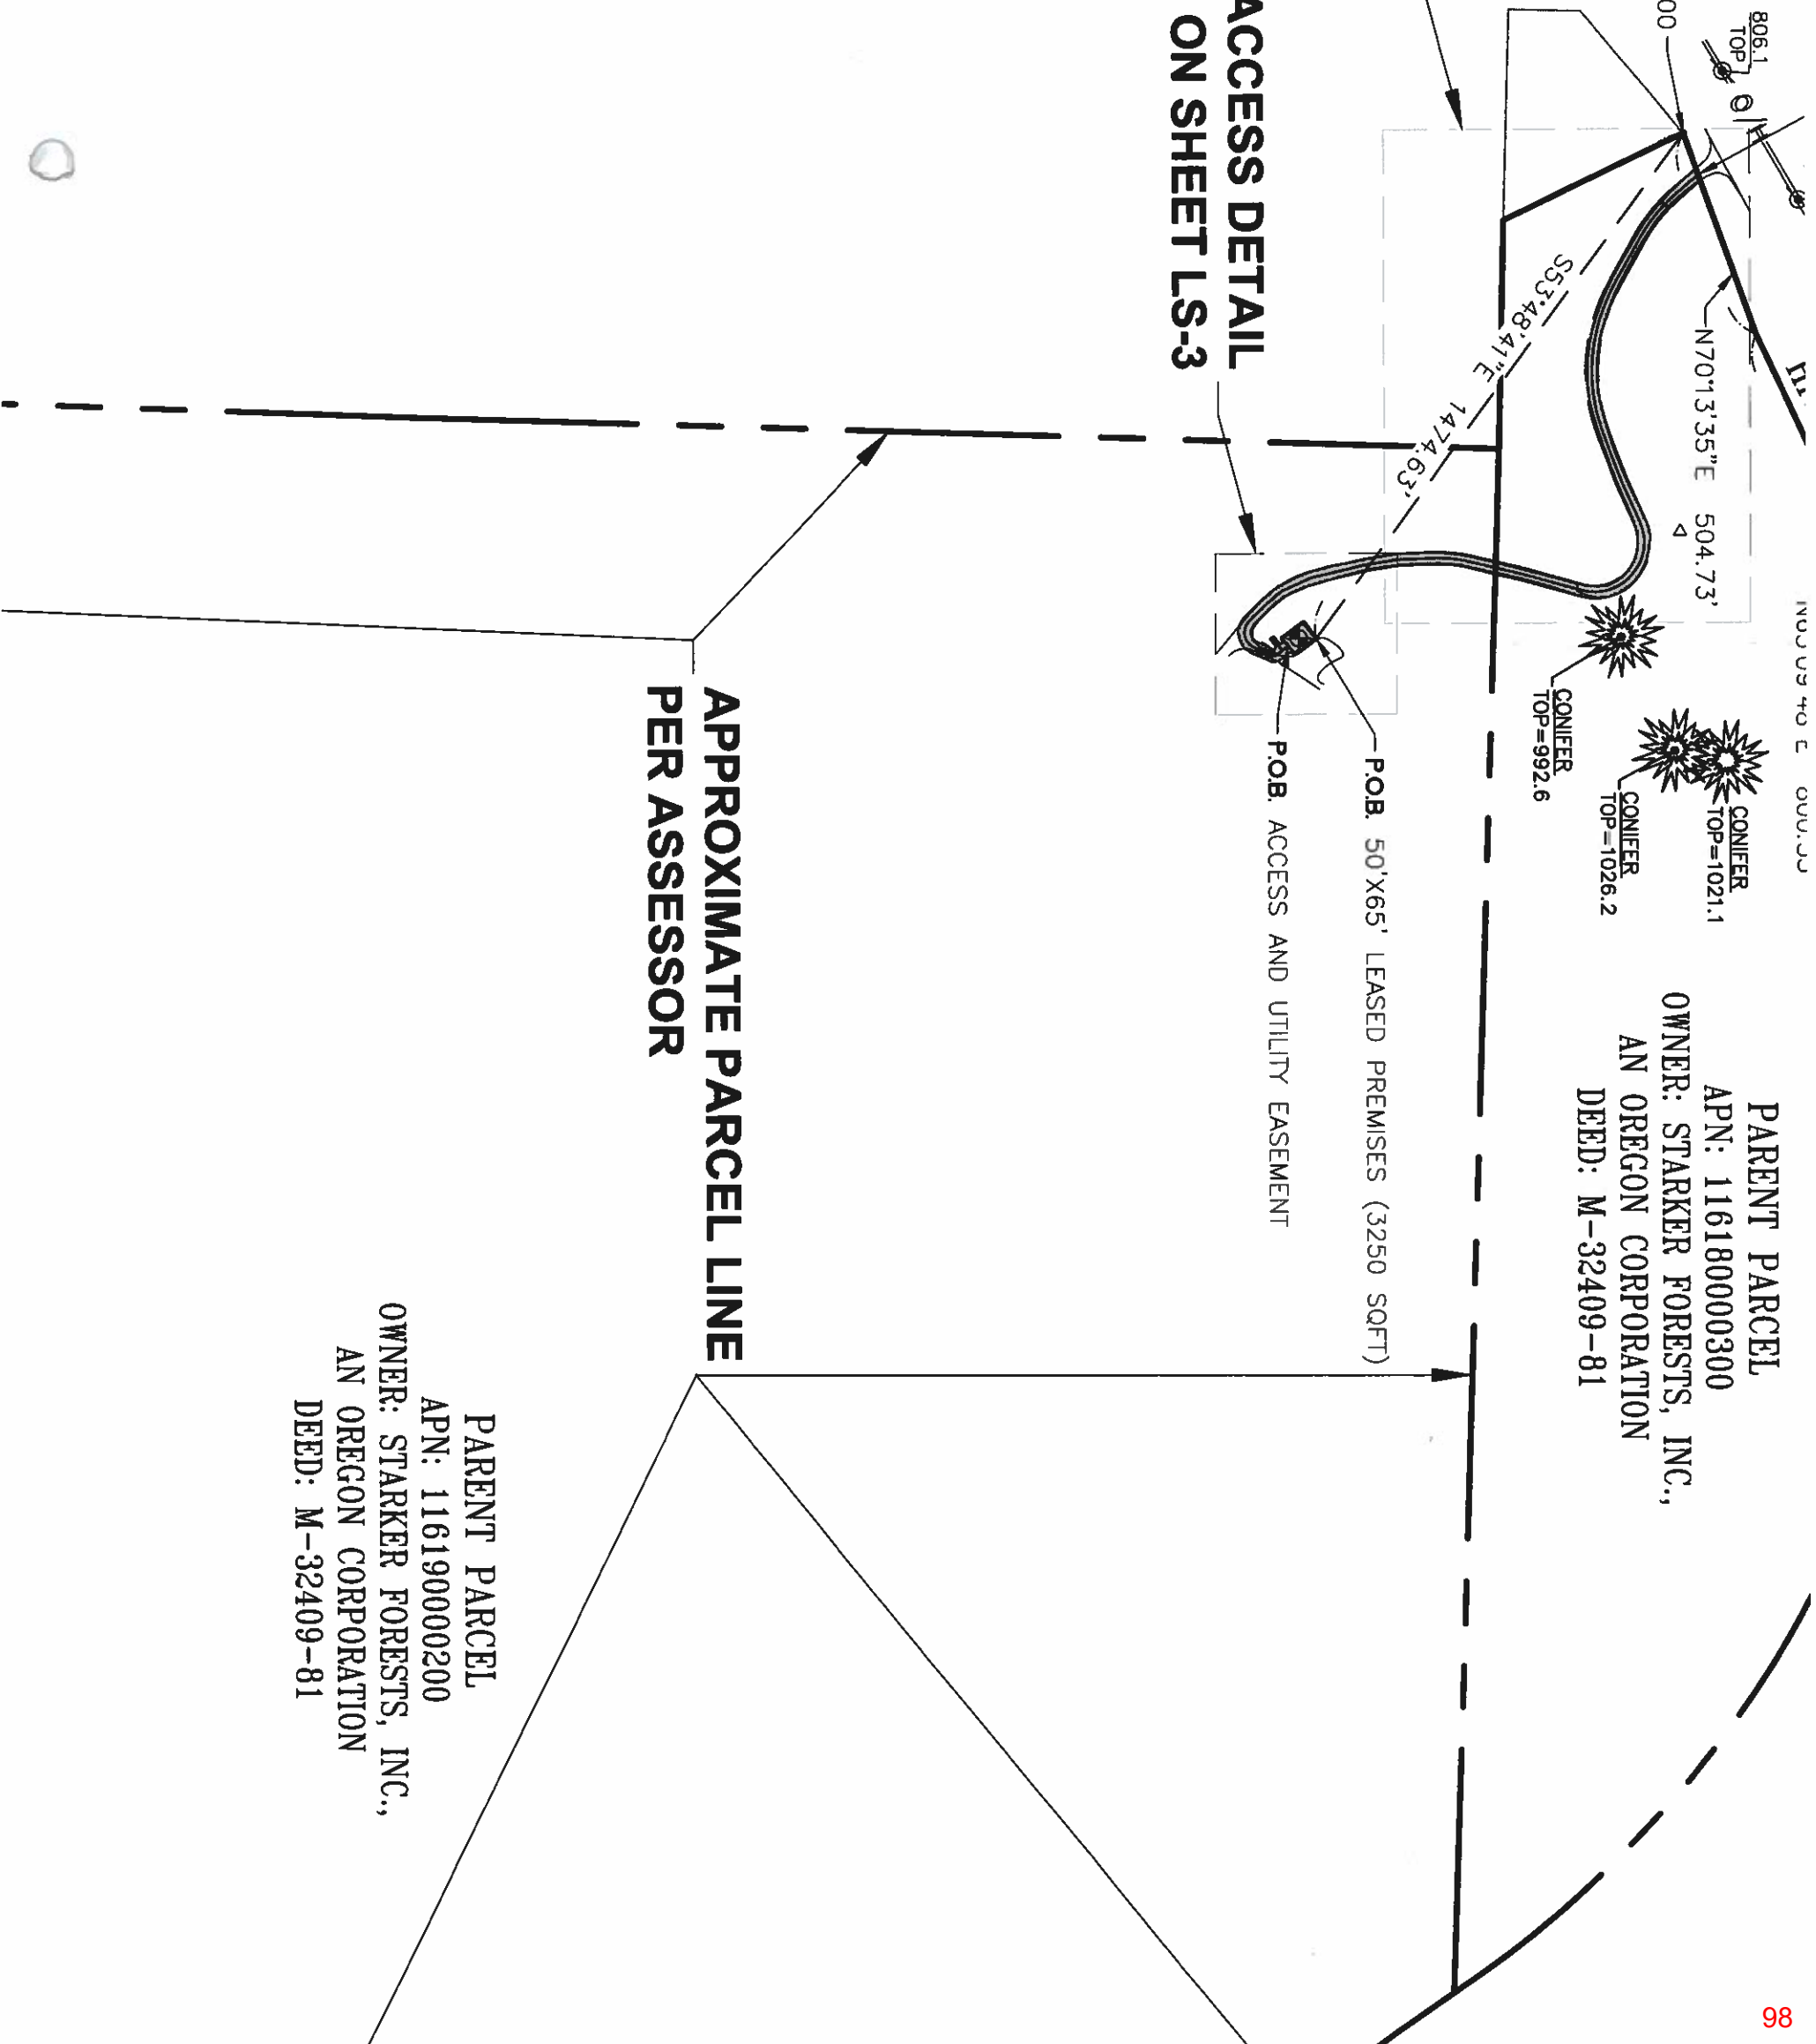 806.1
TOP
00
N70°13'35"E 504.73'
S53°48'41"E 1474.63'
ACCESS DETAIL
ON SHEET LS-3
CONIFER
TOP=992.6
CONIFER
TOP=1026.2
CONIFER
TOP=1021.1
PARENT PARCEL
APN: 116180000300
OWNER: STARKER FORESTS, INC.,
AN OREGON CORPORATION
DEED: M-32409-81
P.O.B. 50'X65' LEASED PREMISES (3250 SQFT)
P.O.B. ACCESS AND UTILITY EASEMENT
APPROXIMATE PARCEL LINE
PER ASSESSOR
PARENT PARCEL
APN: 116190000200
OWNER: STARKER FORESTS, INC.,
AN OREGON CORPORATION
DEED: M-32409-81
98